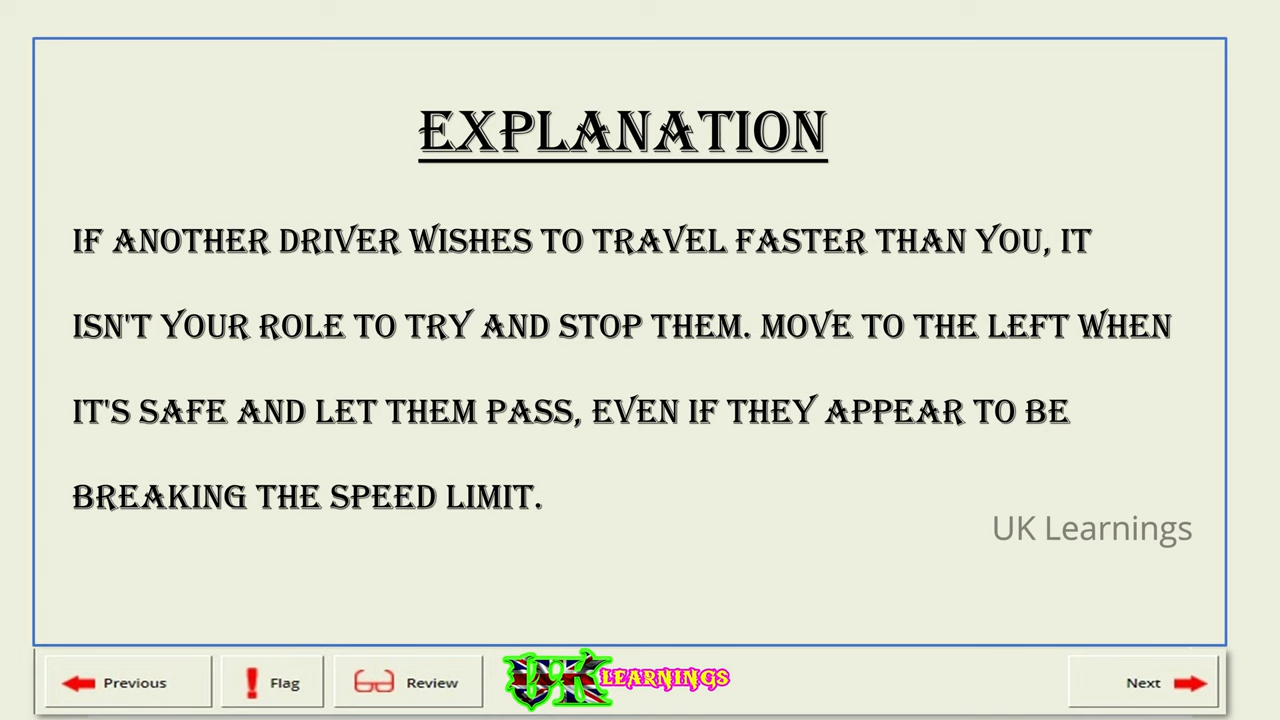 EXPLANATION
IF ANOTHER DRIVER WISHES TO TRAVEL FASTER THAN YOU, IT
ISN'T YOUR ROLE TO TRY AND STOP THEM. MOVE TO THE LEFT WHEN
IT'S SAFE AND LET THEM PASS, EVEN IF THEY APPEAR TO BE
BREAKING THE SPEED LIMIT.
UK Learnings
Previous
Flag
Review
UK LEARNINGS
Next